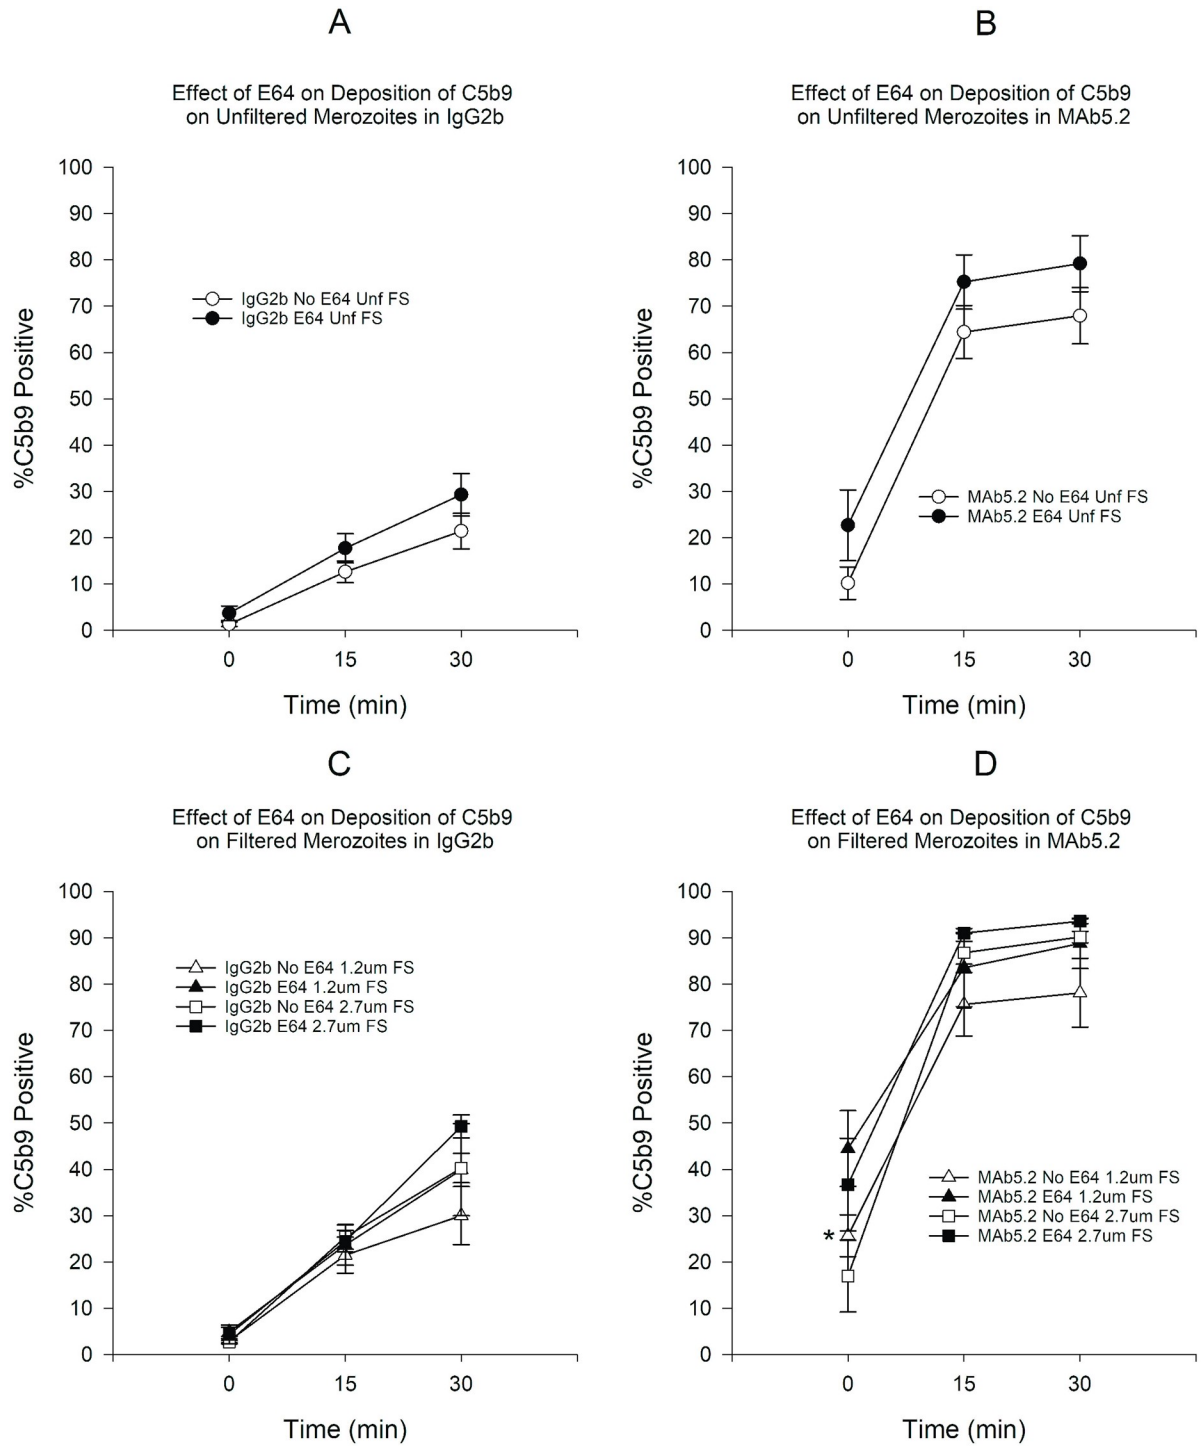 A
Effect of E64 on Deposition of C5b9
on Unfiltered Merozoites in IgG2b
100
90
80
70
60
50
40
30
20
10
0
%C5b9 Positive
IgG2b No E64 Unf FS
IgG2b E64 Unf FS
0 15 30
Time (min)
B
Effect of E64 on Deposition of C5b9
on Unfiltered Merozoites in MAb5.2
100
90
80
70
60
50
40
30
20
10
0
%C5b9 Positive
MAb5.2 No E64 Unf FS
MAb5.2 E64 Unf FS
0 15 30
Time (min)
C
Effect of E64 on Deposition of C5b9
on Filtered Merozoites in IgG2b
100
90
80
70
60
50
40
30
20
10
0
%C5b9 Positive
IgG2b No E64 1.2um FS
IgG2b E64 1.2um FS
IgG2b No E64 2.7um FS
IgG2b E64 2.7um FS
0 15 30
Time (min)
D
Effect of E64 on Deposition of C5b9
on Filtered Merozoites in MAb5.2
100
90
80
70
60
50
40
30
20
10
0
%C5b9 Positive
MAb5.2 No E64 1.2um FS
MAb5.2 E64 1.2um FS
MAb5.2 No E64 2.7um FS
MAb5.2 E64 2.7um FS
*
0 15 30
Time (min)